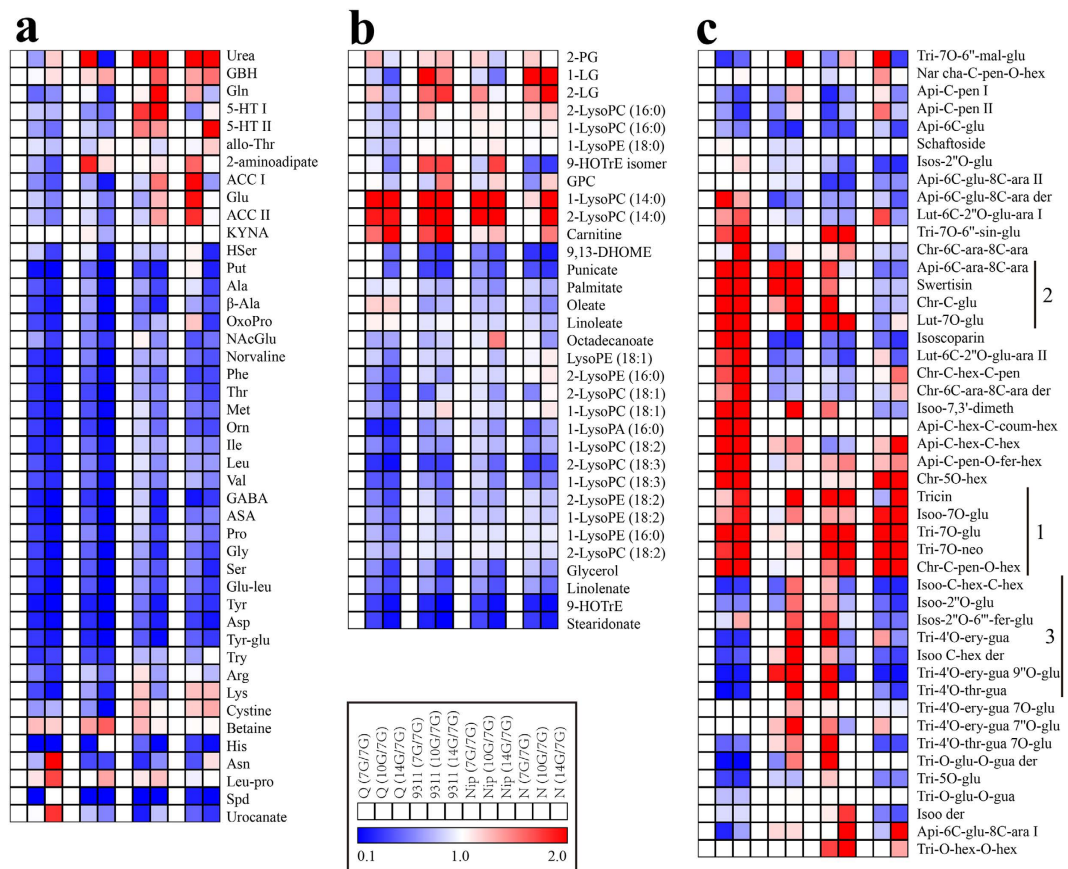 a
Urea
GBH
Gln
5-HT I
5-HT II
allo-Thr
2-aminoadipate
ACC I
Glu
ACC II
KYNA
HSer
Put
Ala
β-Ala
OxoPro
NAcGlu
Norvaline
Phe
Thr
Met
Orn
Ile
Leu
Val
GABA
ASA
Pro
Gly
Ser
Glu-leu
Tyr
Asp
Tyr-glu
Try
Arg
Lys
Cystine
Betaine
His
Asn
Leu-pro
Spd
Urocanate
b
2-PG
1-LG
2-LG
2-LysoPC (16:0)
1-LysoPC (16:0)
1-LysoPE (18:0)
9-HOTrE isomer
GPC
1-LysoPC (14:0)
2-LysoPC (14:0)
Carnitine
9,13-DHOME
Punicate
Palmitate
Oleate
Linoleate
Octadecanoate
LysoPE (18:1)
2-LysoPE (16:0)
2-LysoPC (18:1)
1-LysoPC (18:1)
1-LysoPA (16:0)
1-LysoPC (18:2)
2-LysoPC (18:3)
1-LysoPC (18:3)
2-LysoPE (18:2)
1-LysoPE (18:2)
1-LysoPE (16:0)
2-LysoPC (18:2)
Glycerol
Linolenate
9-HOTrE
Stearidonate
Q (7G/7G)
Q (10G/7G)
Q (14G/7G)
9311 (7G/7G)
9311 (10G/7G)
9311 (14G/7G)
Nip (7G/7G)
Nip (10G/7G)
Nip (14G/7G)
N (7G/7G)
N (10G/7G)
N (14G/7G)
0.1 1.0 2.0
c
Tri-7O-6"-mal-glu
Nar cha-C-pen-O-hex
Api-C-pen I
Api-C-pen II
Api-6C-glu
Schaftoside
Isos-2"O-glu
Api-6C-glu-8C-ara II
Api-6C-glu-8C-ara der
Lut-6C-2"O-glu-ara I
Tri-7O-6"-sin-glu
Chr-6C-ara-8C-ara
Api-6C-ara-8C-ara
Swertisin
Chr-C-glu
Lut-7O-glu
2
Isoscoparin
Lut-6C-2"O-glu-ara II
Chr-C-hex-C-pen
Chr-6C-ara-8C-ara der
Isoo-7,3'-dimeth
Api-C-hex-C-coum-hex
Api-C-hex-C-hex
Api-C-pen-O-fer-hex
Chr-5O-hex
Tricin
Isoo-7O-glu
Tri-7O-glu
Tri-7O-neo
Chr-C-pen-O-hex
1
Isoo-C-hex-C-hex
Isoo-2"O-glu
Isos-2"O-6'"-fer-glu
Tri-4'O-ery-gua
Isoo C-hex der
Tri-4'O-ery-gua 9"O-glu
Tri-4'O-thr-gua
3
Tri-4'O-ery-gua 7O-glu
Tri-4'O-ery-gua 7"O-glu
Tri-4'O-thr-gua 7O-glu
Tri-O-glu-O-gua der
Tri-5O-glu
Tri-O-glu-O-gua
Isoo der
Api-6C-glu-8C-ara I
Tri-O-hex-O-hex